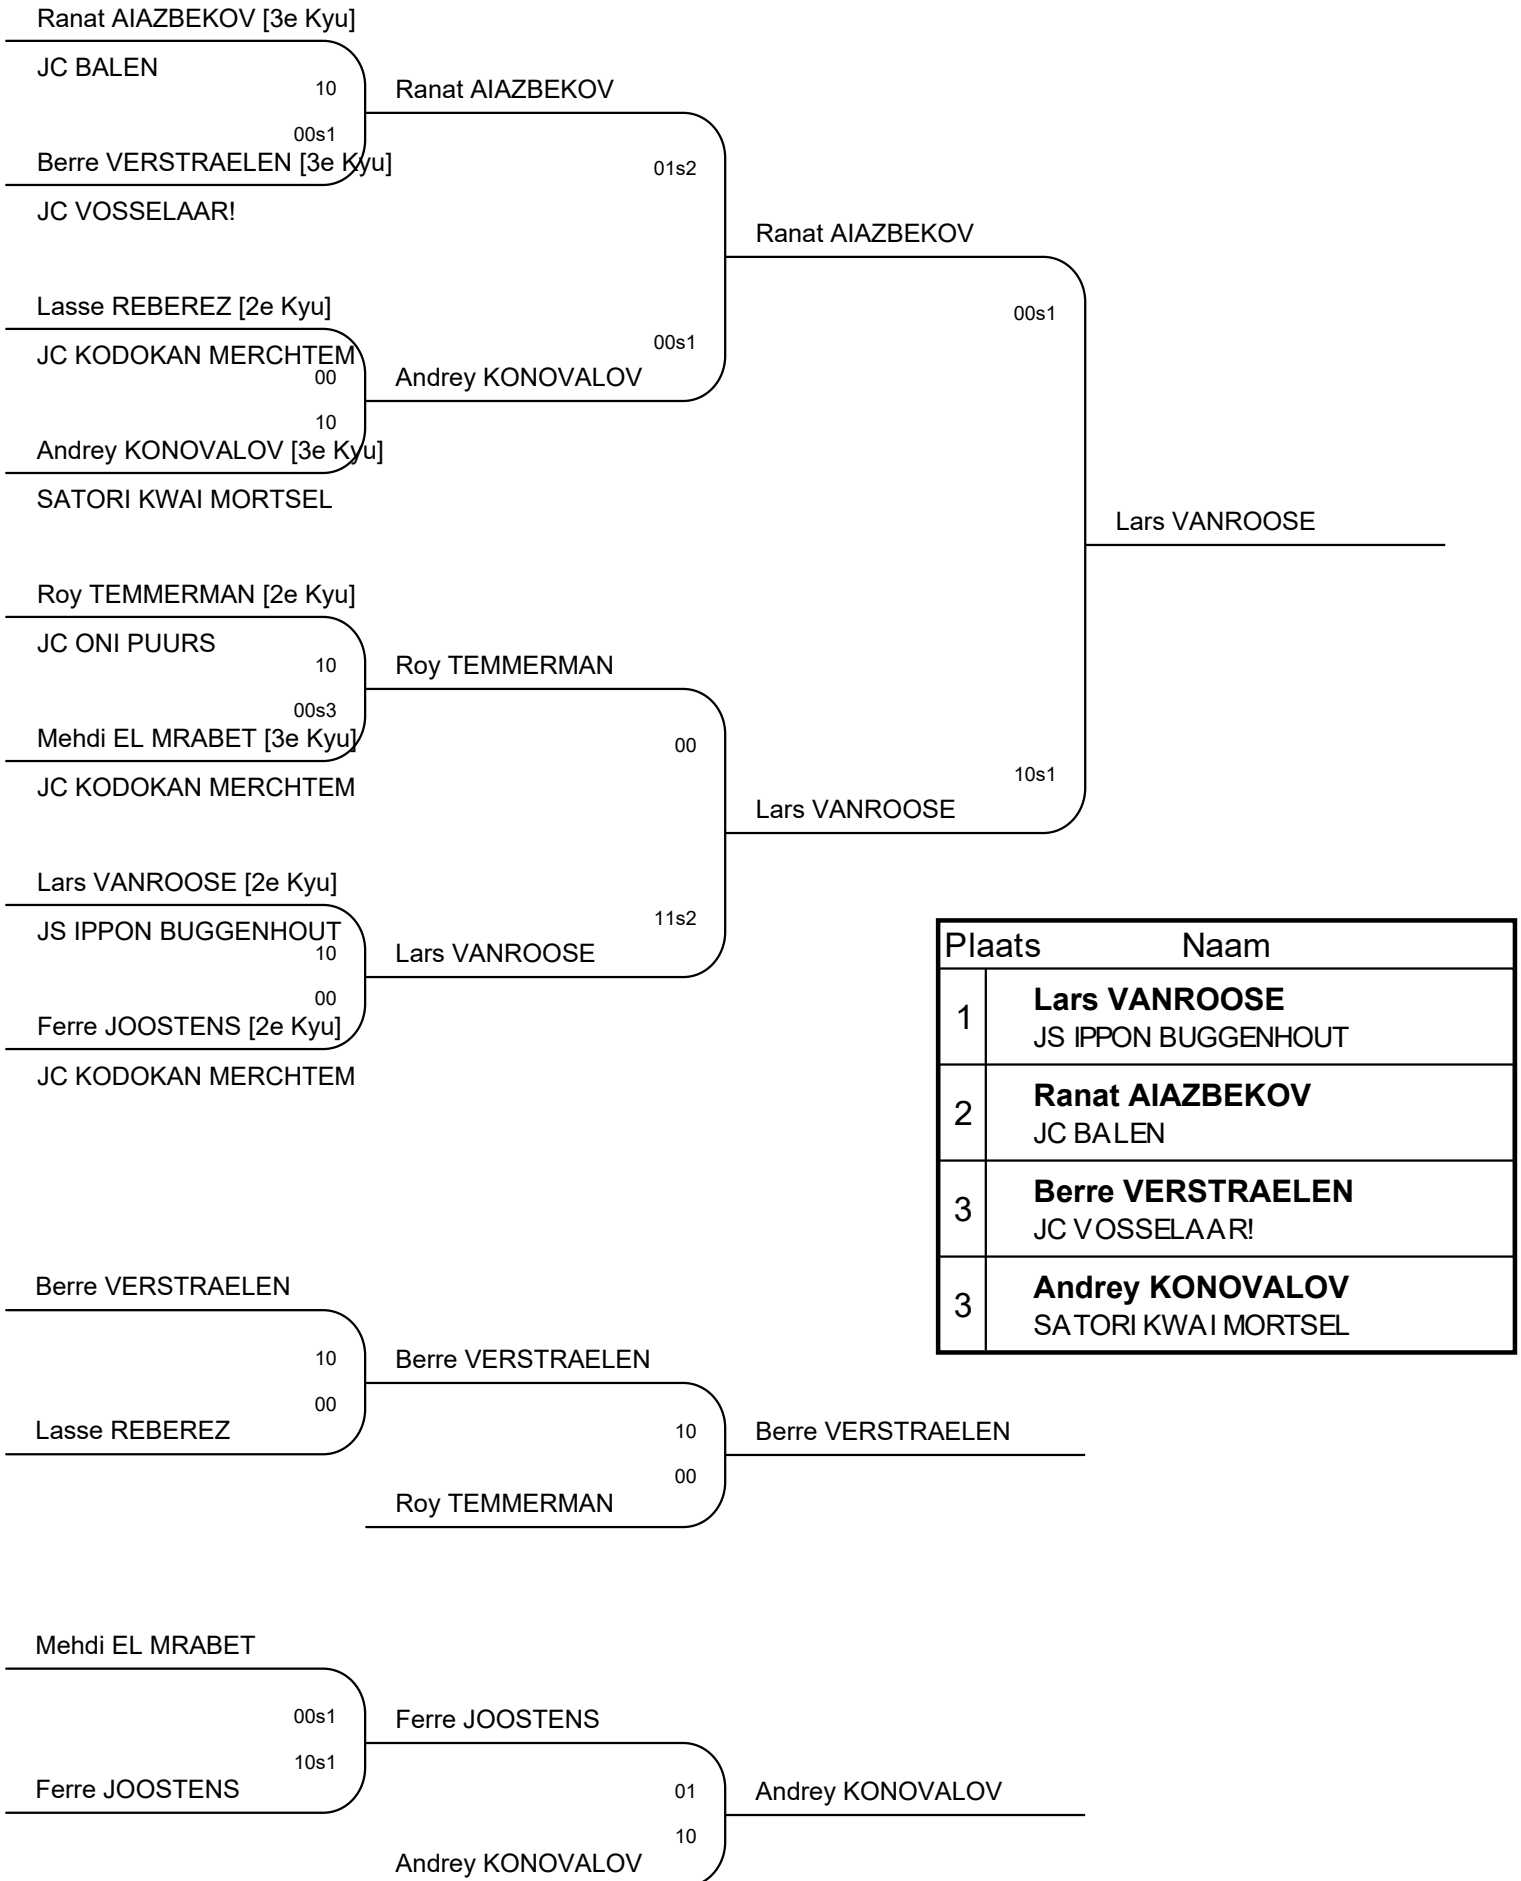 Ranat AIAZBEKOV [3e Kyu]
JC BALEN
10
Ranat AIAZBEKOV
00s1
Berre VERSTRAELEN [3e Kyu]
01s2
JC VOSSELAAR!
Ranat AIAZBEKOV
Lasse REBEREZ [2e Kyu]
00s1
00s1
JC KODOKAN MERCHTEM
00
Andrey KONOVALOV
10
Andrey KONOVALOV [3e Kyu]
SATORI KWAI MORTSEL
Lars VANROOSE
Roy TEMMERMAN [2e Kyu]
JC ONI PUURS
10
Roy TEMMERMAN
00s3
Mehdi EL MRABET [3e Kyu]
00
10s1
JC KODOKAN MERCHTEM
Lars VANROOSE
Lars VANROOSE [2e Kyu]
11s2
JS IPPON BUGGENHOUT
10
Lars VANROOSE
00
Ferre JOOSTENS [2e Kyu]
JC KODOKAN MERCHTEM
Plaats Naam
1 Lars VANROOSE
JS IPPON BUGGENHOUT
2 Ranat AIAZBEKOV
JC BALEN
3 Berre VERSTRAELEN
JC VOSSELAAR!
3 Andrey KONOVALOV
SATORI KWAI MORTSEL
Berre VERSTRAELEN
10
Berre VERSTRAELEN
00
Lasse REBEREZ
10
Berre VERSTRAELEN
00
Roy TEMMERMAN
Mehdi EL MRABET
00s1
Ferre JOOSTENS
10s1
Ferre JOOSTENS
01
Andrey KONOVALOV
10
Andrey KONOVALOV